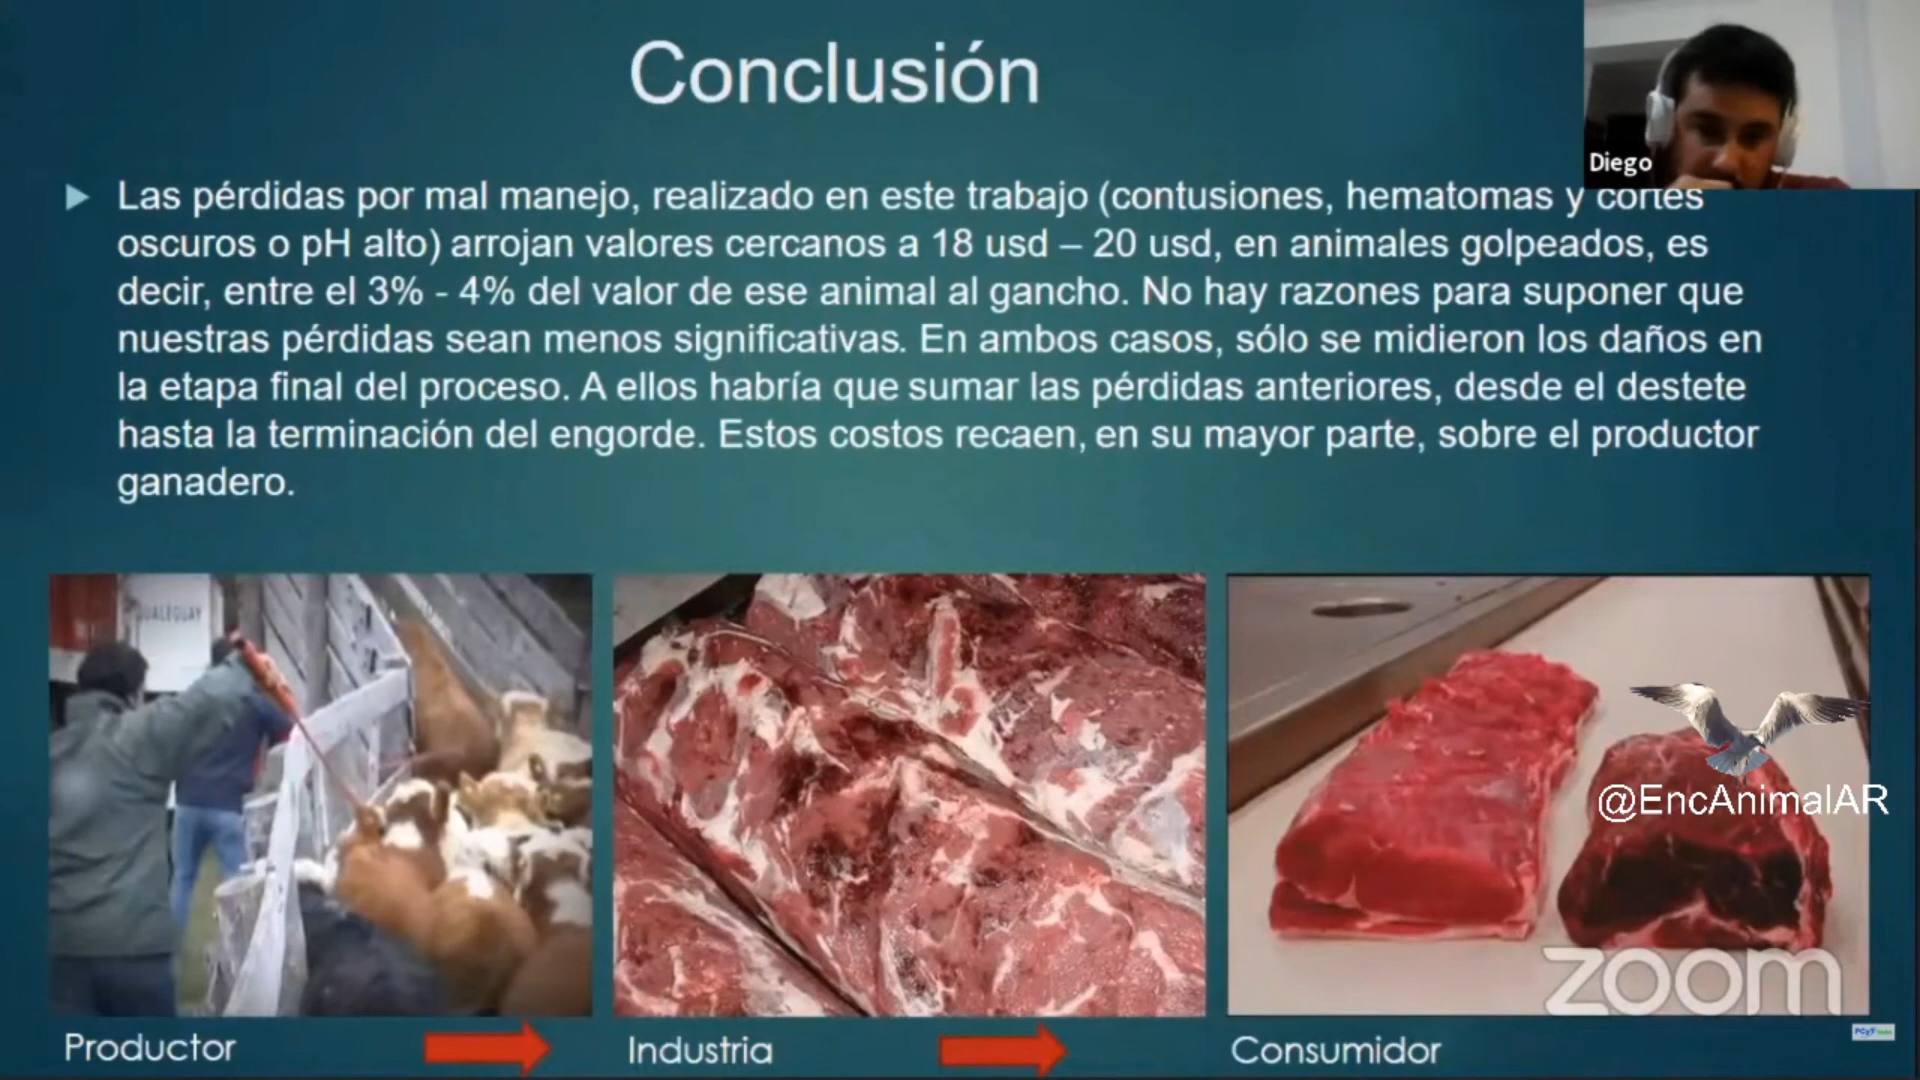 Conclusión
Diego
Las pérdidas por mal manejo, realizado en este trabajo (contusiones, hematomas y cortes
oscuros o pH alto) arrojan valores cercanos a 18 usd – 20 usd, en animales golpeados, es
decir, entre el 3% - 4% del valor de ese animal al gancho. No hay razones para suponer que
nuestras pérdidas sean menos significativas. En ambos casos, sólo se midieron los daños en
la etapa final del proceso. A ellos habría que sumar las pérdidas anteriores, desde el destete
hasta la terminación del engorde. Estos costos recaen, en su mayor parte, sobre el productor
ganadero.
@EncAnimalAR
zoom
Productor
Industria
Consumidor